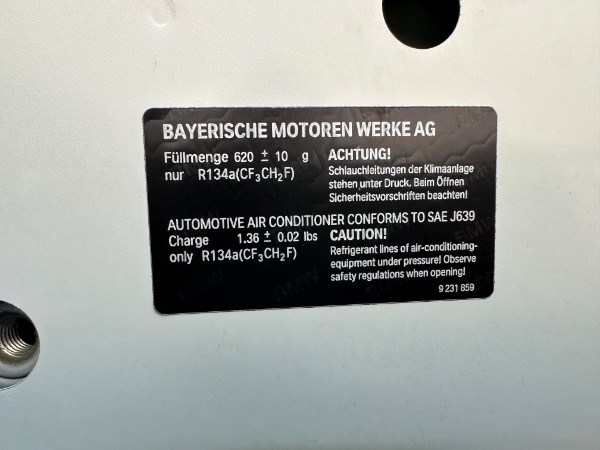 BAYERISCHE MOTOREN WERKE AG
Füllmenge 620 ± 10 g
nur R134a(CF₃CH₂F)
ACHTUNG!
Schlauchleitungen der Klimaanlage
stehen unter Druck. Beim Öffnen
Sicherheitsvorschriften beachten!
AUTOMOTIVE AIR CONDITIONER CONFORMS TO SAE J639
Charge 1.36 ± 0.02 lbs
only R134a(CF₃CH₂F)
CAUTION!
Refrigerant lines of air-conditioning-
equipment under pressure! Observe
safety regulations when opening!
9 231 859